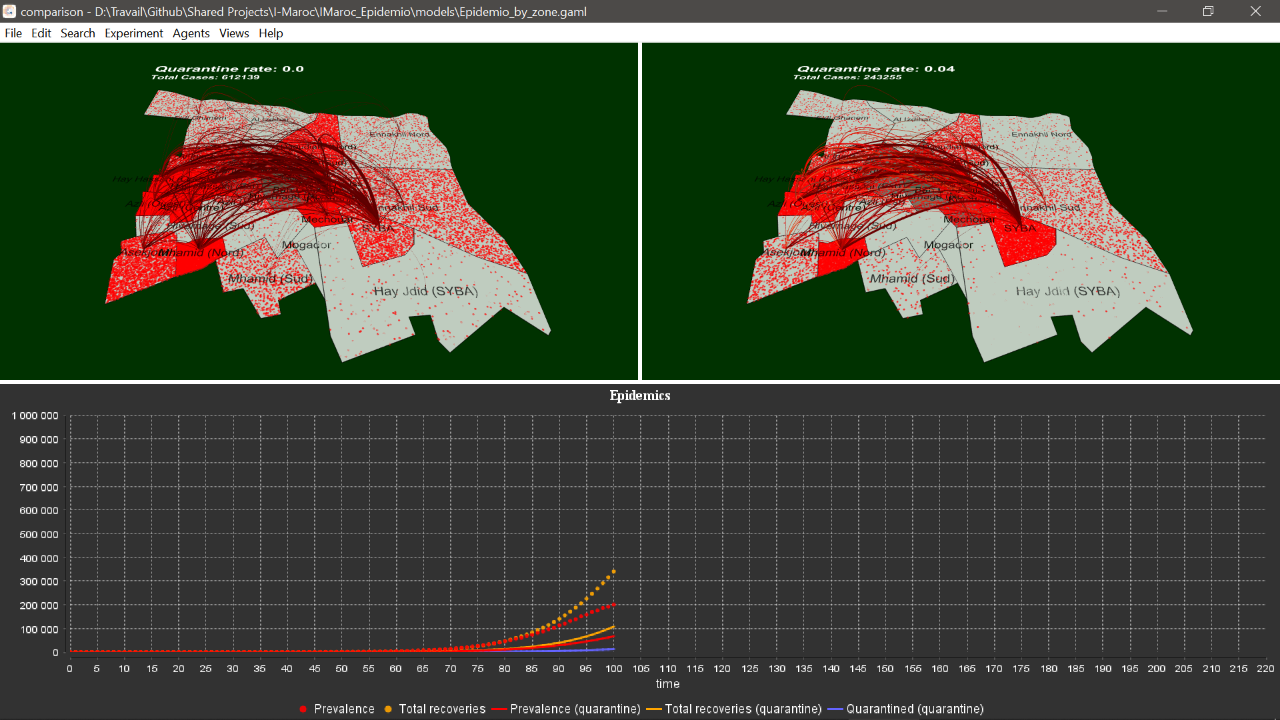 comparison - D:\Travail\Github\Shared Projects\I-Maroc\IMaroc_Epidemio\models\Epidemio_by_zone.gaml
File Edit Search Experiment Agents Views Help
Quarantine rate: 0.0
Total Cases: 612139
Ennakhil Nord
Ennakhil Sud
Mechouar
SYBA
Mhamid (Nord)
Mogador
Mhamid (Sud)
Hay Jdid (SYBA)
Quarantine rate: 0.04
Total Cases: 243255
Ennakhil Nord
Ennakhil Sud
Mechouar
SYBA
Mhamid (Nord)
Mogador
Mhamid (Sud)
Hay Jdid (SYBA)
Epidemics
1 000 000
900 000
800 000
700 000
600 000
500 000
400 000
300 000
200 000
100 000
0
0 5 10 15 20 25 30 35 40 45 50 55 60 65 70 75 80 85 90 95 100 105 110 115 120 125 130 135 140 145 150 155 160 165 170 175 180 185 190 195 200 205 210 215 220
time
Prevalence Total recoveries Prevalence (quarantine) Total recoveries (quarantine) Quarantined (quarantine)